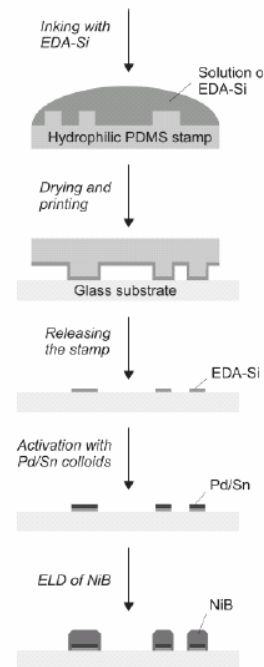 Inking with
EDA-Si
Solution o
EDA-Si
Hydrophilic PDMS stamp
Drying and
printing
Glass substrate
Releasing
the stamp
EDA-Si
Activation with
Pd/Sn colloids
Pd/Sn
ELD of NiB
NiB